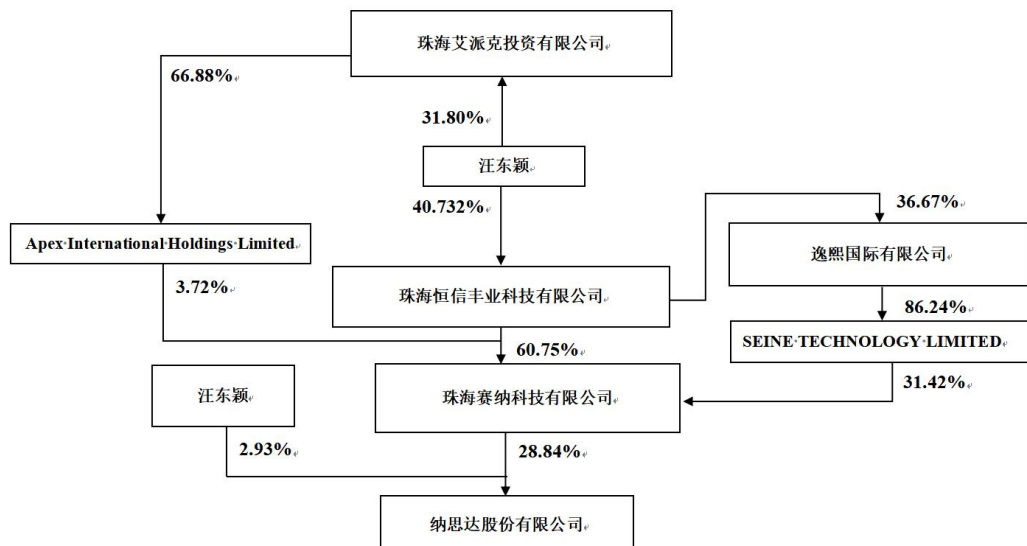 珠海艾派克投资有限公司
66.88%
31.80%
汪东颖
40.732%
36.67%
Apex International Holdings Limited
逸熙国际有限公司
3.72%
珠海恒信丰业科技有限公司
86.24%
SEINE TECHNOLOGY LIMITED
60.75%
汪东颖
珠海赛纳科技有限公司
31.42%
2.93%
28.84%
纳思达股份有限公司